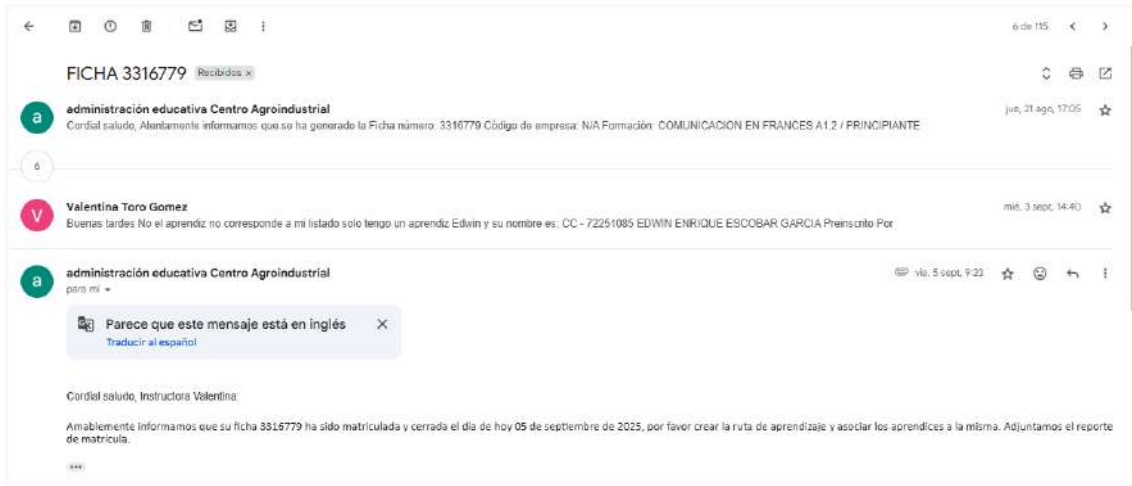 6 de 115
FICHA 3316779 Recibidos x
administración educativa Centro Agroindustrial
jue, 21 ago, 17:05
Cordial saludo, Atentamente informamos que se ha generado la Ficha número: 3316779 Código de empresa: N/A Formación: COMUNICACION EN FRANCES A1.2 / PRINCIPIANTE
6
Valentina Toro Gomez
mié, 3 sept, 14:40
Buenas tardes No el aprendiz no corresponde a mi listado solo tengo un aprendiz Edwin y su nombre es: CC - 72251085 EDWIN ENRIQUE ESCOBAR GARCIA Preinscrito Por
administración educativa Centro Agroindustrial
vie, 5 sept, 9:23
para mí
Parece que este mensaje está en inglés
Traducir al español
Cordial saludo, Instructora Valentina:
Amablemente informamos que su ficha 3316779 ha sido matriculada y cerrada el día de hoy 05 de septiembre de 2025, por favor crear la ruta de aprendizaje y asociar los aprendices a la misma. Adjuntamos el reporte
de matrícula.
a
V
a